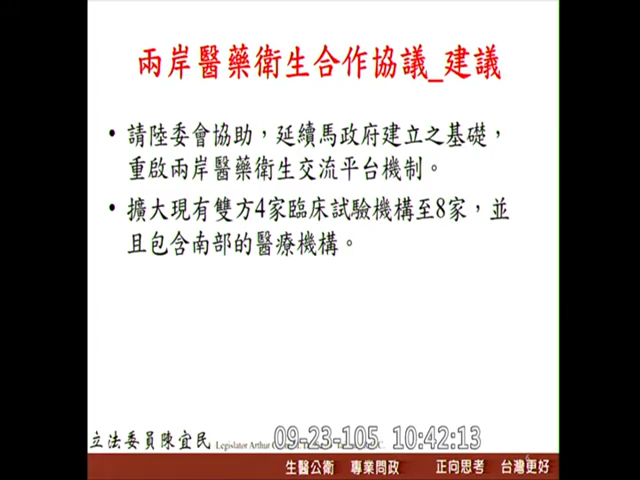 兩岸醫藥衛生合作協議_建議
• 請陸委會協助，延續馬政府建立之基礎，
重啟兩岸醫藥衛生交流平台機制。
• 擴大現有雙方4家臨床試驗機構至8家，並
且包含南部的醫療機構。
立法委員陳宜民 Legislator Arthur
09-23-105 10:42:13
生醫公衛 專業問政 正向思考 台灣更好